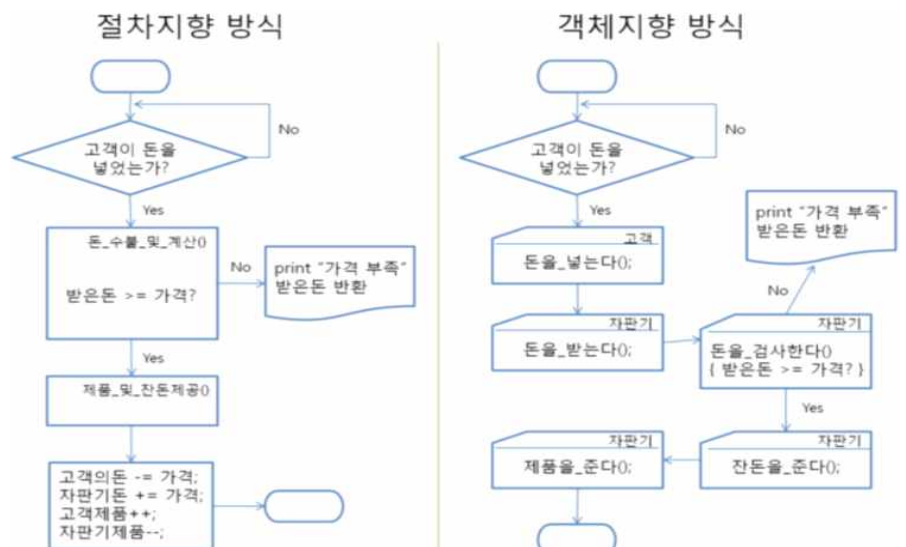 절차지향 방식
No
고객이 돈을
넣었는가?
Yes
돈_수불_및_계산()
받은돈 >= 가격?
No
print "가격 부족"
받은돈 반환
Yes
제품_및_잔돈제공()
고객의돈 -= 가격;
자판기돈 += 가격;
고객제품++;
자판기제품--;
객체지향 방식
No
고객이 돈을
넣었는가?
Yes
고객
돈을_넣는다();
자판기
돈을_받는다();
자판기
돈을_검사한다()
{ 받은돈 >= 가격? }
No
print "가격 부족"
받은돈 반환
Yes
자판기
잔돈을_준다();
자판기
제품을_준다();